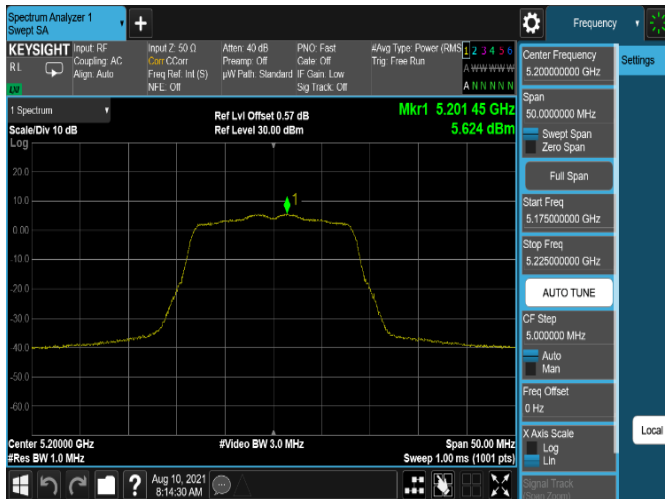 Spectrum Analyzer 1
Swept SA
+
Frequency
KEYSIGHT
RL
LW
Input: RF
Coupling: AC
Align: Auto
Input Z: 50 Ω
Corr CCorr
Freq Ref: Int (S)
NFE: Off
Atten: 40 dB
Preamp: Off
µW Path: Standard
PNO: Fast
Gate: Off
IF Gain: Low
Sig Track: Off
#Avg Type: Power (RMS
Trig: Free Run
1 2 3 4 5 6
A W W W W W
A N N N N N
1 Spectrum
Scale/Div 10 dB
Log
Ref Lvl Offset 0.57 dB
Ref Level 30.00 dBm
Mkr1 5.201 45 GHz
5.624 dBm
20.0
10.0
0.00
-10.0
-20.0
-30.0
-40.0
-50.0
-60.0
1
Center 5.20000 GHz
#Res BW 1.0 MHz
#Video BW 3.0 MHz
Span 50.00 MHz
Sweep 1.00 ms (1001 pts)
Center Frequency
5.200000000 GHz
Span
50.0000000 MHz
Swept Span
Zero Span
Full Span
Start Freq
5.175000000 GHz
Stop Freq
5.225000000 GHz
AUTO TUNE
CF Step
5.000000 MHz
Auto
Man
Freq Offset
0 Hz
X Axis Scale
Log
Lin
Signal Track
(Span Zoom)
Settings
Local
?
Aug 10, 2021
8:14:30 AM